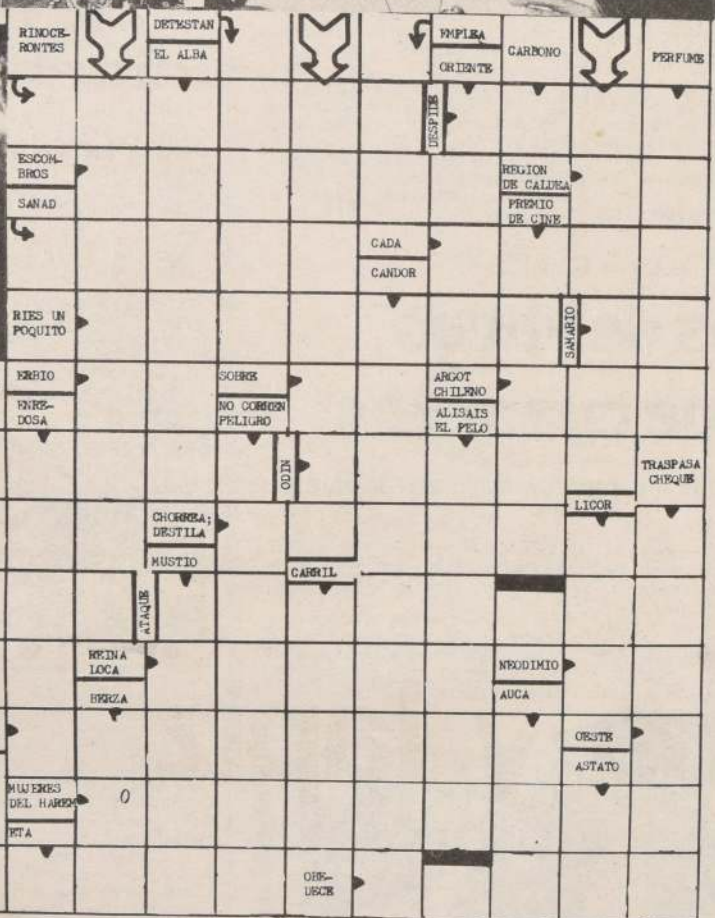 RINOCE-
RONTES
DETESTAN
EL ALBA
EMPLEA
ORIENTE
CARBONO
PERFUME
DESPIDE
ESCOM-
BROS
SANAD
REGION
DE CALDEA
PREMIO
DE CINE
CADA
CANDOR
RIES UN
POQUITO
SAMARIO
ERBIO
ENRE-
DOSA
SOBRE
NO CORREN
PELIGRO
ARGOT
CHILENO
ALISAIS
EL PELO
ODIN
TRASPASA
CHEQUE
LICOR
CHORREA;
DESTILA
MUSTIO
CARRIL
ATAQUE
REINA
LOCA
BERZA
NEODIMIO
AUCA
OESTE
ASTATO
MUJERES
DEL HAREM
ETA
O
OBE-
DECE